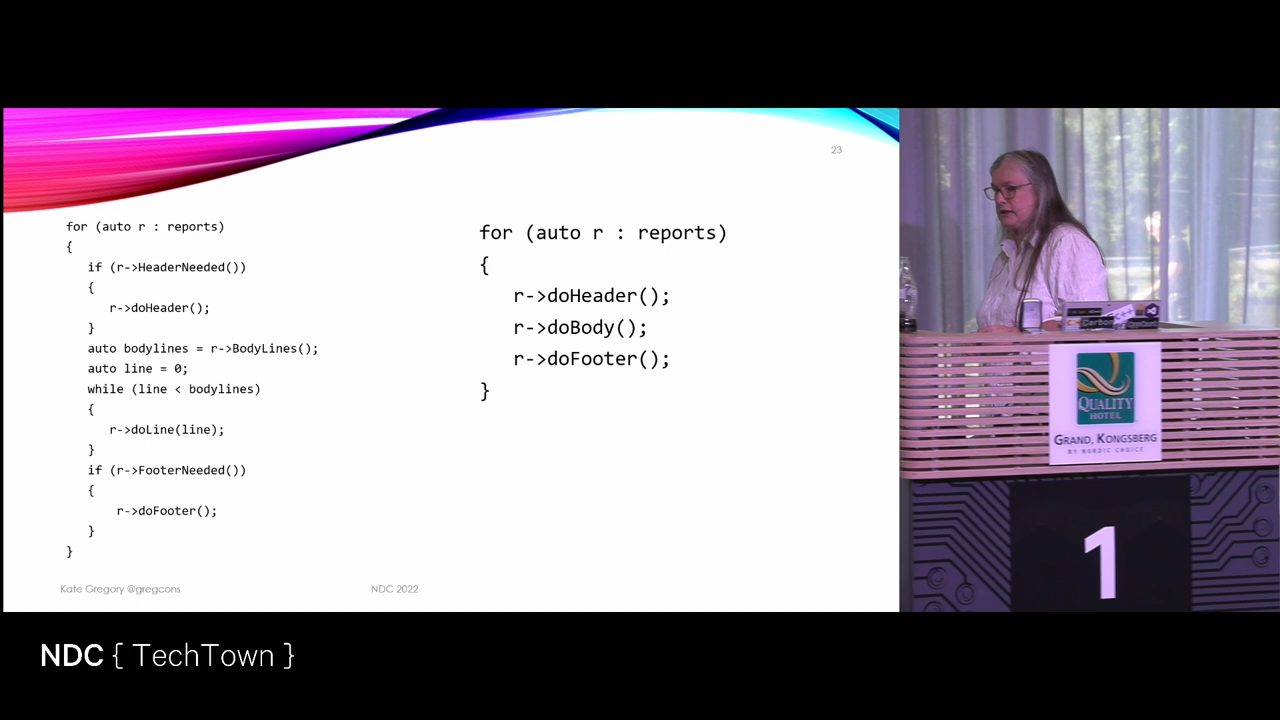 23
for (auto r : reports)
{
if (r->HeaderNeeded())
{
r->doHeader();
}
auto bodylines = r->BodyLines();
auto line = 0;
while (line < bodylines)
{
r->doLine(line);
}
if (r->FooterNeeded())
{
r->doFooter();
}
}
for (auto r : reports)
{
r->doHeader();
r->doBody();
r->doFooter();
}
Kate Gregory @gregcons
NDC 2022
Carbon
QUALITY
HOTEL
GRAND, KONGSBERG
BY NORDIC CHOICE
1
NDC { TechTown }